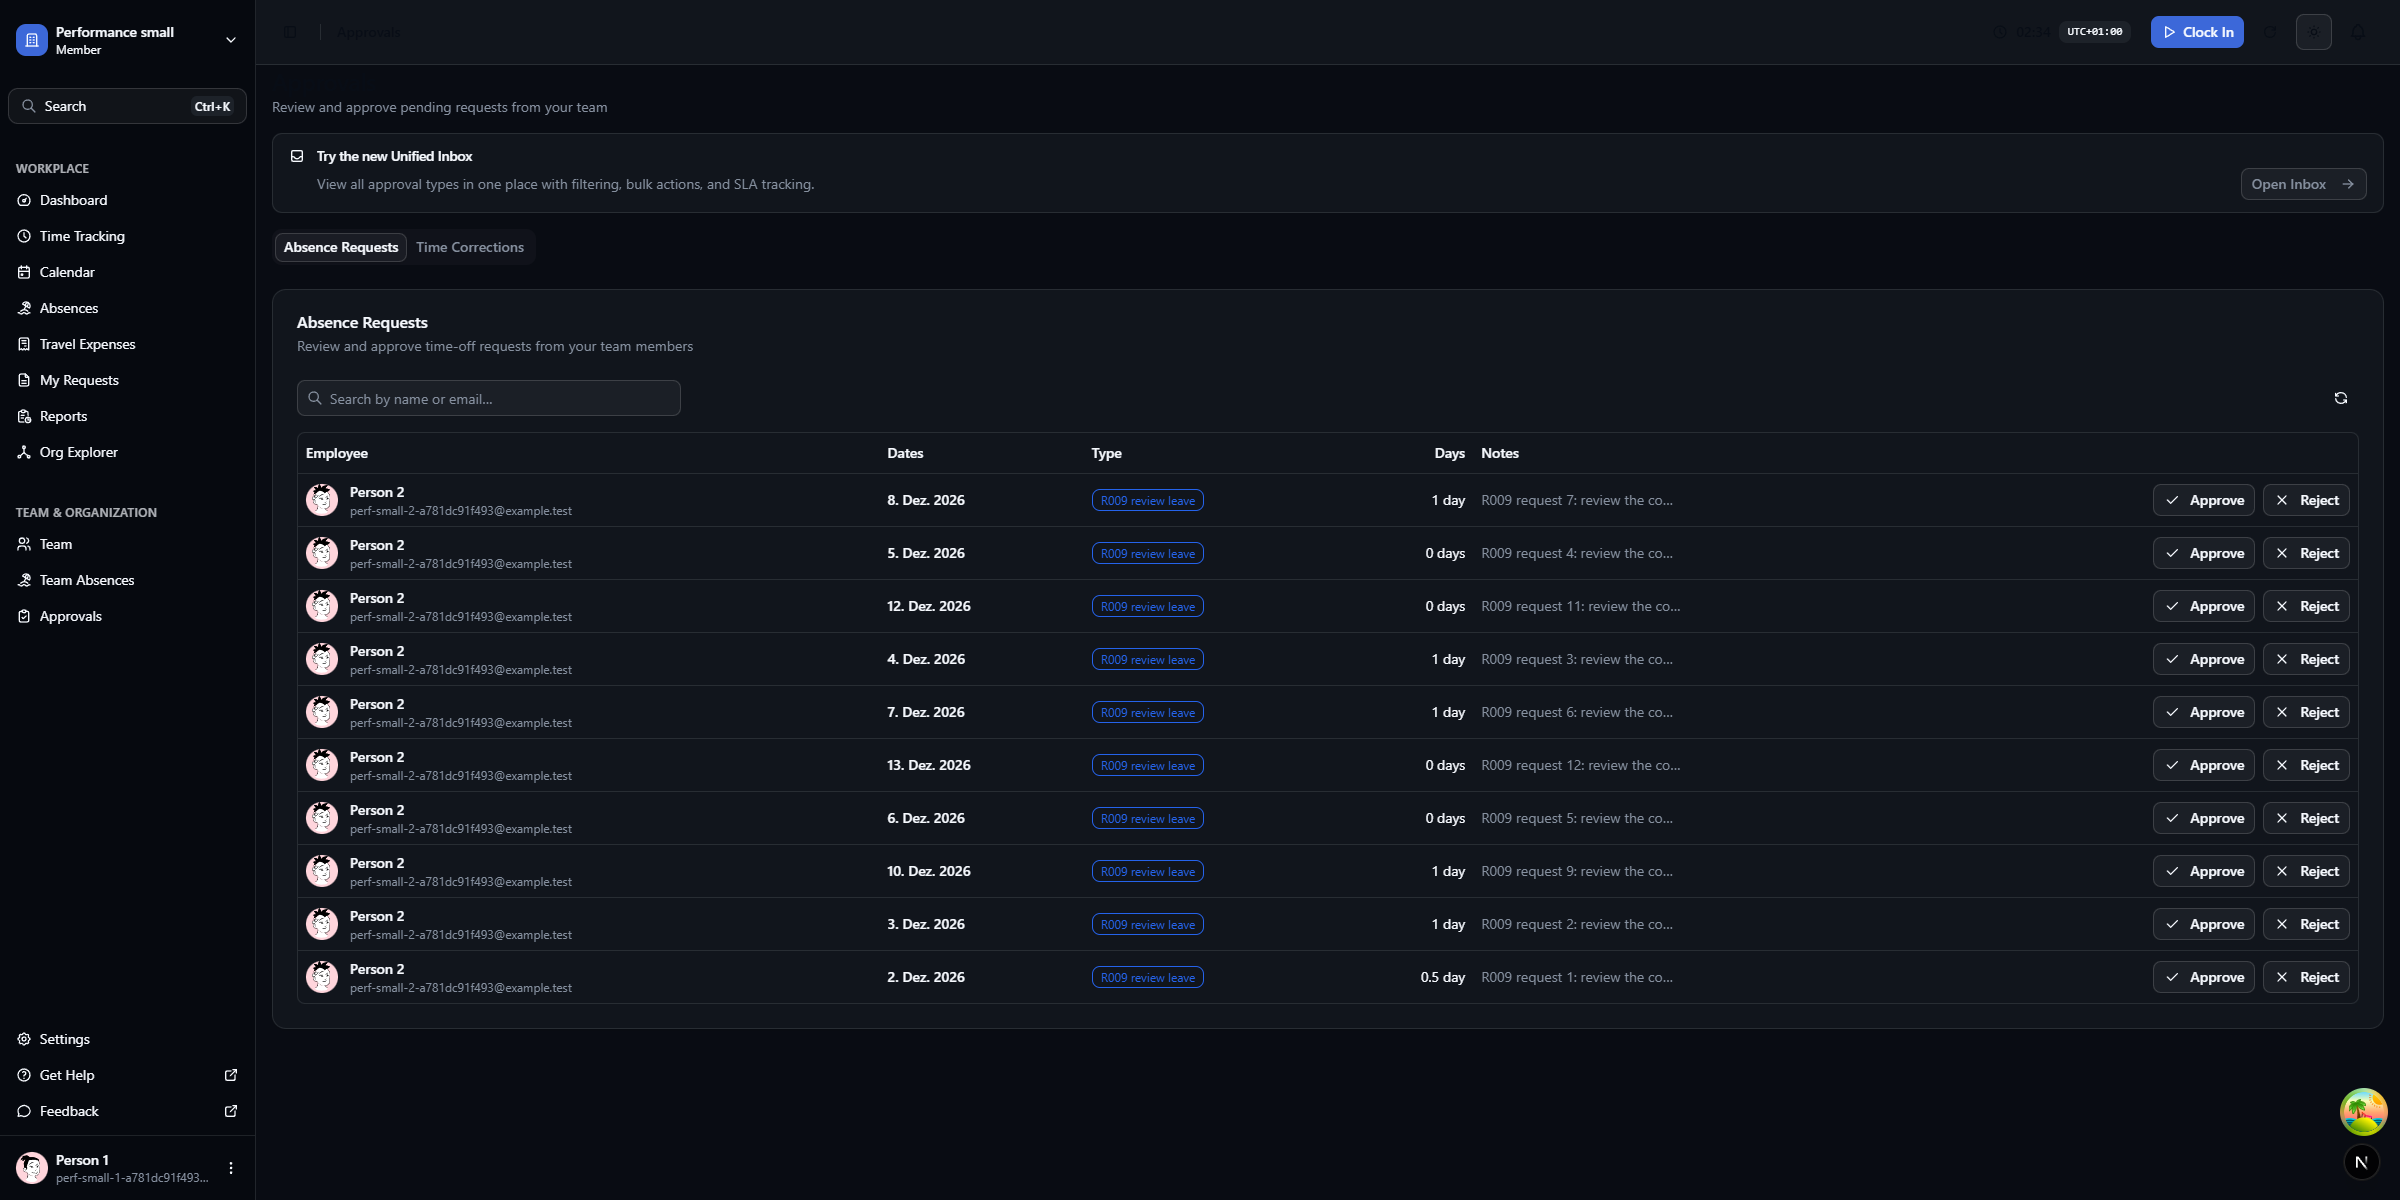 Performance small
Member
Approvals
02:34
UTC+01:00
Clock In
Search
Ctrl+K
Review and approve pending requests from your team
Try the new Unified Inbox
View all approval types in one place with filtering, bulk actions, and SLA tracking.
Open Inbox
WORKPLACE
Dashboard
Time Tracking
Calendar
Absences
Travel Expenses
My Requests
Reports
Org Explorer
TEAM & ORGANIZATION
Team
Team Absences
Approvals
Settings
Get Help
Feedback
Person 1
perf-small-1-a781dc91f493...
Absence Requests Time Corrections
Absence Requests
Review and approve time-off requests from your team members
Search by name or email...
Employee Dates Type Days Notes
Person 2
perf-small-2-a781dc91f493@example.test
8. Dez. 2026 R009 review leave 1 day R009 request 7: review the co... Approve Reject
Person 2
perf-small-2-a781dc91f493@example.test
5. Dez. 2026 R009 review leave 0 days R009 request 4: review the co... Approve Reject
Person 2
perf-small-2-a781dc91f493@example.test
12. Dez. 2026 R009 review leave 0 days R009 request 11: review the co... Approve Reject
Person 2
perf-small-2-a781dc91f493@example.test
4. Dez. 2026 R009 review leave 1 day R009 request 3: review the co... Approve Reject
Person 2
perf-small-2-a781dc91f493@example.test
7. Dez. 2026 R009 review leave 1 day R009 request 6: review the co... Approve Reject
Person 2
perf-small-2-a781dc91f493@example.test
13. Dez. 2026 R009 review leave 0 days R009 request 12: review the co... Approve Reject
Person 2
perf-small-2-a781dc91f493@example.test
6. Dez. 2026 R009 review leave 0 days R009 request 5: review the co... Approve Reject
Person 2
perf-small-2-a781dc91f493@example.test
10. Dez. 2026 R009 review leave 1 day R009 request 9: review the co... Approve Reject
Person 2
perf-small-2-a781dc91f493@example.test
3. Dez. 2026 R009 review leave 1 day R009 request 2: review the co... Approve Reject
Person 2
perf-small-2-a781dc91f493@example.test
2. Dez. 2026 R009 review leave 0.5 day R009 request 1: review the co... Approve Reject
N